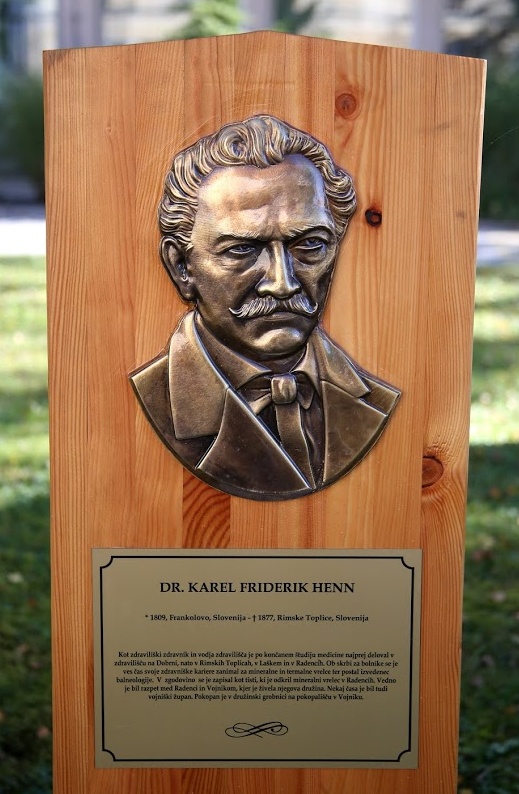 DR. KAREL FRIDERIK HENN
* 1809, Frankolovo, Slovenija - † 1877, Rimske Toplice, Slovenija
Kot zdraviliški zdravnik in vodja zdravilišča je po končanem študiju medicine najprej deloval v
zdravilišču na Dobrni, nato v Rimskih Toplicah, v Laškem in v Radencih. Ob skrbi za bolnike se je
ves čas svoje zdravniške kariere zanimal za mineralne in termalne vrelce ter postal izvedenec
balneologije. V zgodovino se je zapisal kot tisti, ki je odkril mineralni vrelec v Radencih. Vedno
je bil razpet med Radenci in Vojnikom, kjer je živela njegova družina. Nekaj časa je bil tudi
vojniški župan. Pokopan je v družinski grobnici na pokopališču v Vojniku.